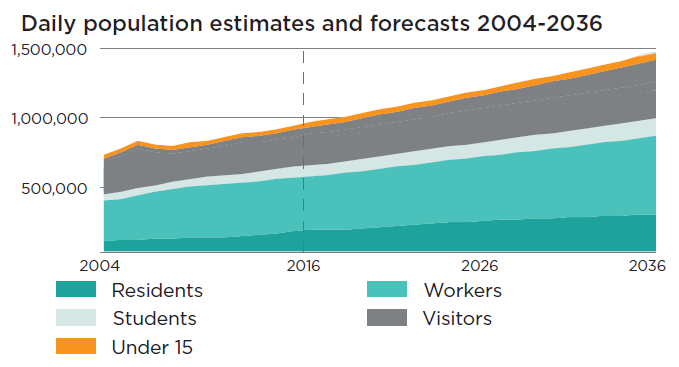 Daily population estimates and forecasts 2004-2036
1,500,000
1,000,000
500,000
2004 2016 2026 2036
Residents Workers
Students Visitors
Under 15